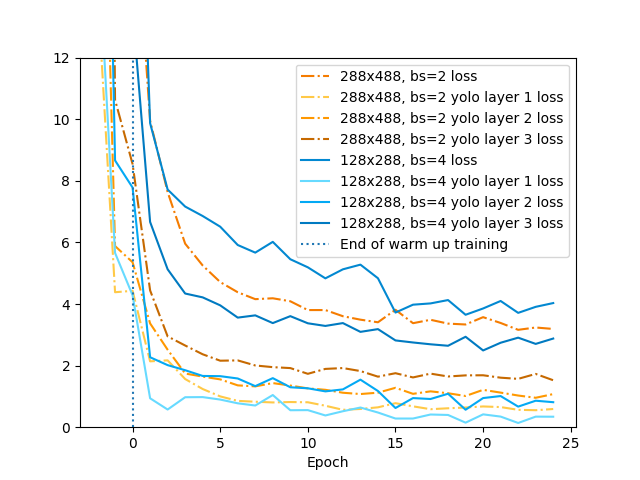 12
10
8
6
4
2
0
288x488, bs=2 loss
288x488, bs=2 yolo layer 1 loss
288x488, bs=2 yolo layer 2 loss
288x488, bs=2 yolo layer 3 loss
128x288, bs=4 loss
128x288, bs=4 yolo layer 1 loss
128x288, bs=4 yolo layer 2 loss
128x288, bs=4 yolo layer 3 loss
End of warm up training
0 5 10 15 20 25
Epoch